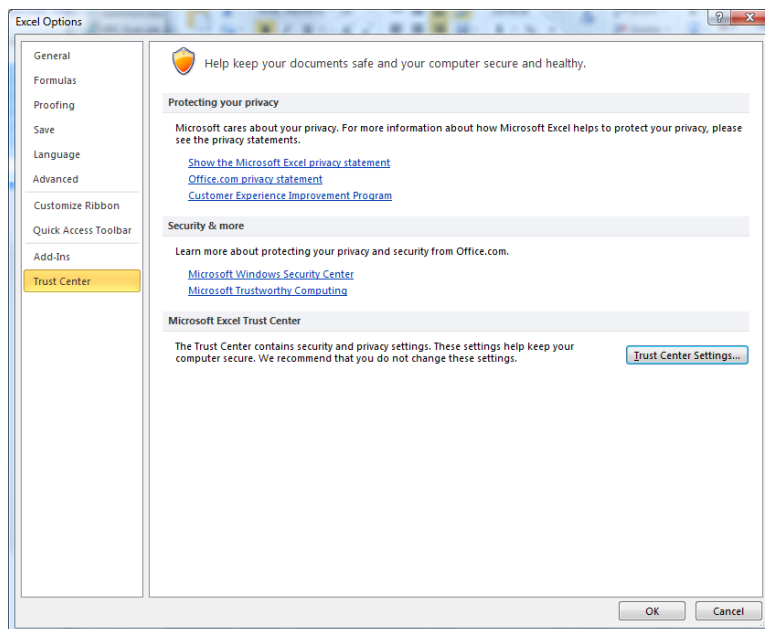 Excel Options
General
Formulas
Proofing
Save
Language
Advanced
Customize Ribbon
Quick Access Toolbar
Add-Ins
Trust Center
Help keep your documents safe and your computer secure and healthy.
Protecting your privacy
Microsoft cares about your privacy. For more information about how Microsoft Excel helps to protect your privacy, please
see the privacy statements.
Show the Microsoft Excel privacy statement
Office.com privacy statement
Customer Experience Improvement Program
Security & more
Learn more about protecting your privacy and security from Office.com.
Microsoft Windows Security Center
Microsoft Trustworthy Computing
Microsoft Excel Trust Center
The Trust Center contains security and privacy settings. These settings help keep your
computer secure. We recommend that you do not change these settings.
Trust Center Settings...
OK
Cancel